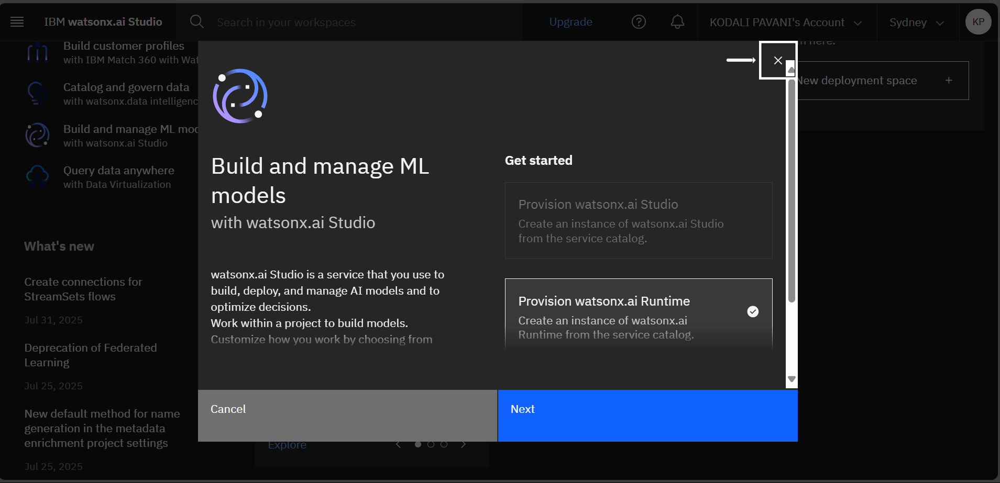 IBM watsonx.ai Studio
Search in your workspaces
Upgrade
KODALI PAVANI's Account
Sydney
KP
Build customer profiles
with IBM Match 360 with Wat
Catalog and govern data
with watsonx.data intelligenc
Build and manage ML mod
with watsonx.ai Studio
Query data anywhere
with Data Virtualization
What's new
Create connections for
StreamSets flows
Jul 31, 2025
Deprecation of Federated
Learning
Jul 25, 2025
New default method for name
generation in the metadata
enrichment project settings
Jul 25, 2025
Build and manage ML
models
with watsonx.ai Studio
watsonx.ai Studio is a service that you use to
build, deploy, and manage AI models and to
optimize decisions.
Work within a project to build models.
Customize how you work by choosing from
Get started
Provision watsonx.ai Studio
Create an instance of watsonx.ai Studio
from the service catalog.
Provision watsonx.ai Runtime
Create an instance of watsonx.ai
Runtime from the service catalog.
Cancel
Next
here.
New deployment space
Explore